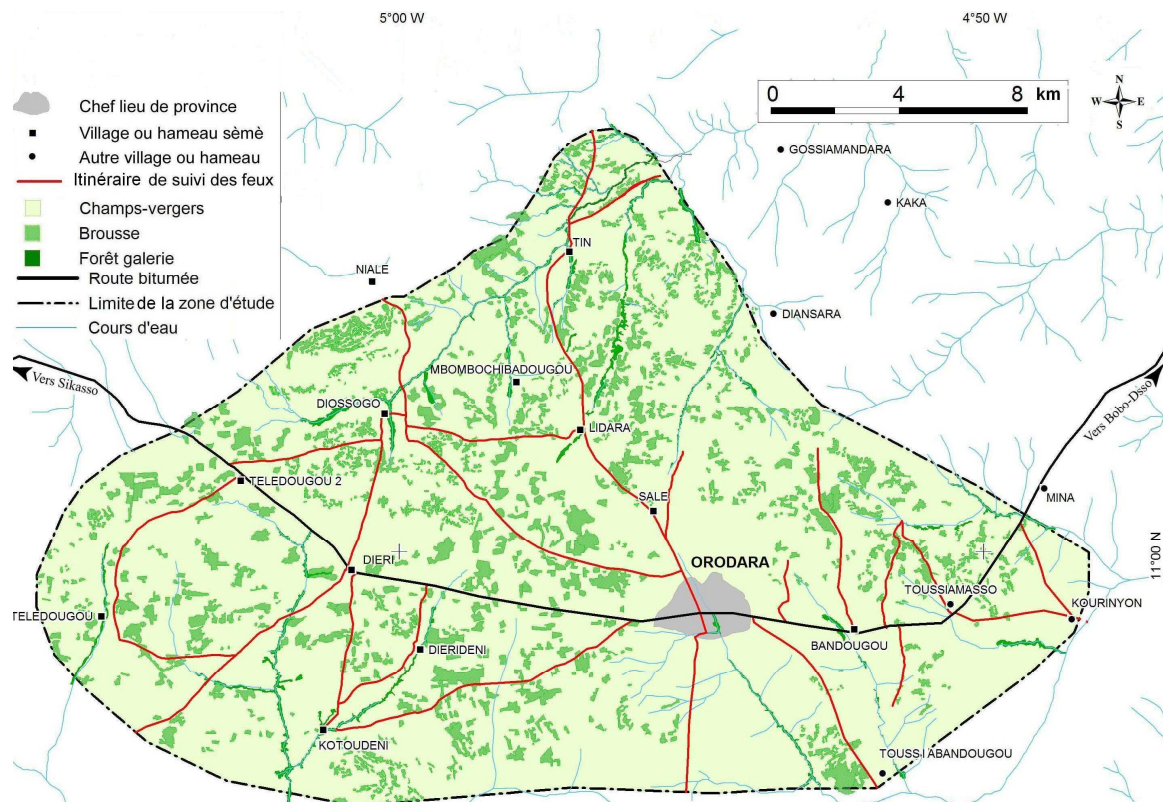 5°00 W
4°50 W
Chef lieu de province
Village ou hameau sèmè
Autre village ou hameau
Itinéraire de suivi des feux
Champs-vergers
Brousse
Forêt galerie
Route biturnée
Limite de la zone d'étude
Cours d'eau
0 4 8 km
N
W E
S
GOSSIAMANDARA
KAKA
TIN
NIALE
DIANSARA
Vers Sikasso
MBOMBOCHIBADOUGOU
Vers Bobo-Dsso
DIOSSOGO
LIDARA
TELEDOUGOU 2
MINA
SALE
11°00 N
DIERI
ORODARA
TOUSSIAMASSO
TELEDOUGOU
KOURINYON
BANDOUGOU
DIERIDENI
KOTOUDENI
TOUSSI ABANDOUGOU